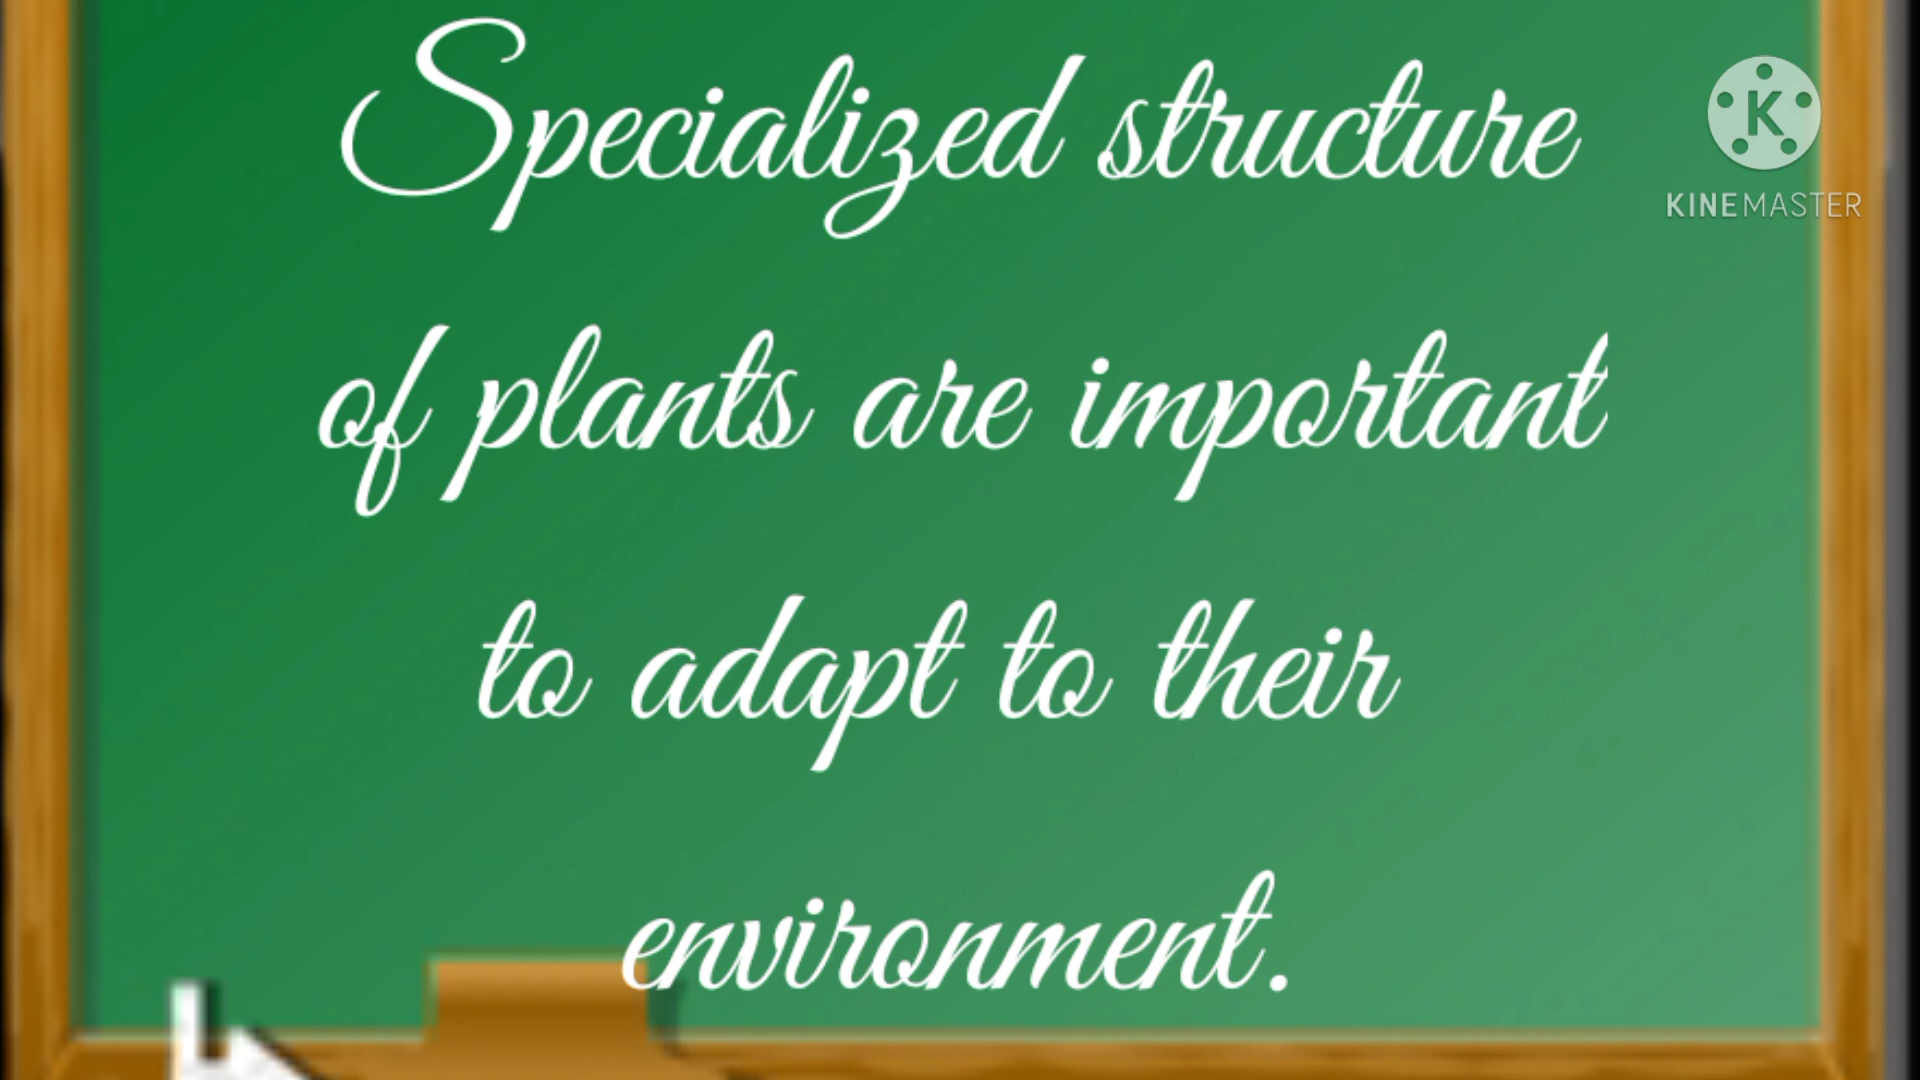 Specialized structure
of plants are important
to adapt to their
environment.
K
KINEMASTER